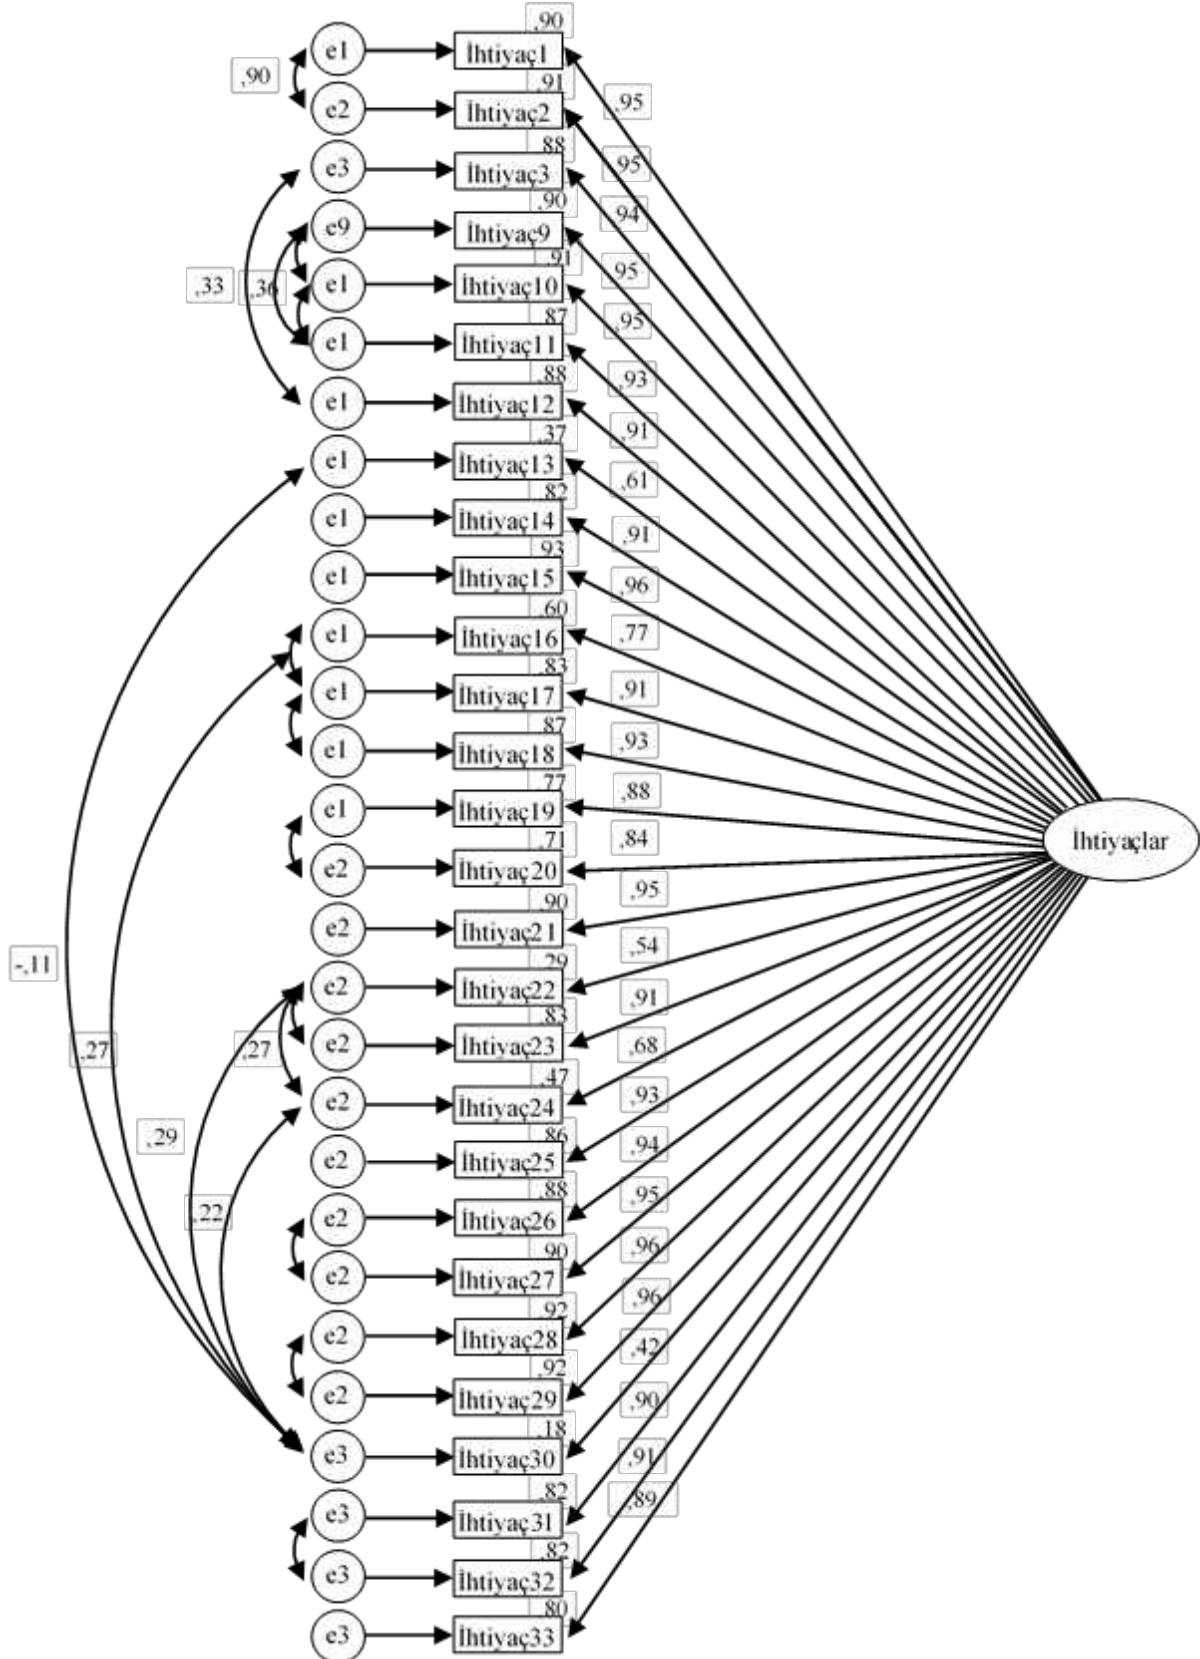 ,90
e1
İhtiyaç1
,90
,95
,91
e2
İhtiyaç2
,95
,88
e3
İhtiyaç3
,94
,90
e9
İhtiyaç9
,95
,33
,36
,91
e1
İhtiyaç10
,95
,87
e1
İhtiyaç11
,93
,88
e1
İhtiyaç12
,91
,37
e1
İhtiyaç13
,61
,82
e1
İhtiyaç14
,91
,93
e1
İhtiyaç15
,96
,60
e1
İhtiyaç16
,77
,83
e1
İhtiyaç17
,91
,87
e1
İhtiyaç18
,93
,77
e1
İhtiyaç19
,88
İhtiyaçlar
,71
e2
İhtiyaç20
,84
,90
e2
İhtiyaç21
,95
-,11
,29
e2
İhtiyaç22
,54
,27
,27
,83
e2
İhtiyaç23
,91
,47
e2
İhtiyaç24
,68
,29
,86
e2
İhtiyaç25
,93
,22
,88
e2
İhtiyaç26
,94
,90
e2
İhtiyaç27
,95
,92
e2
İhtiyaç28
,96
,92
e2
İhtiyaç29
,96
,18
e3
İhtiyaç30
,42
,82
e3
İhtiyaç31
,90
,82
e3
İhtiyaç32
,91
,80
e3
İhtiyaç33
,89